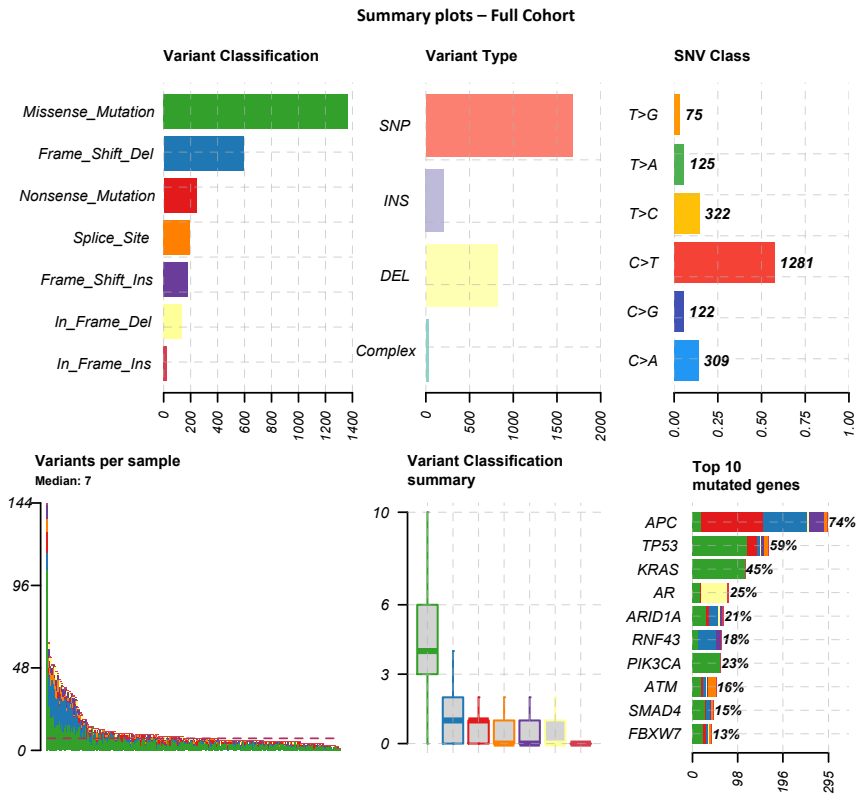 Summary plots – Full Cohort
Variant Classification
Missense_Mutation
Frame_Shift_Del
Nonsense_Mutation
Splice_Site
Frame_Shift_Ins
In_Frame_Del
In_Frame_Ins
0 200 400 600 800 1000 1200 1400
Variant Type
SNP
INS
DEL
Complex
0 500 1000 1500 2000
SNV Class
T>G 75
T>A 125
T>C 322
C>T 1281
C>G 122
C>A 309
0.00 0.25 0.50 0.75 1.00
Variants per sample
Median: 7
144
96
48
0
Variant Classification
summary
10
6
3
0
Top 10
mutated genes
APC 74%
TP53 59%
KRAS 45%
AR 25%
ARID1A 21%
RNF43 18%
PIK3CA 23%
ATM 16%
SMAD4 15%
FBXW7 13%
0 98 196 295